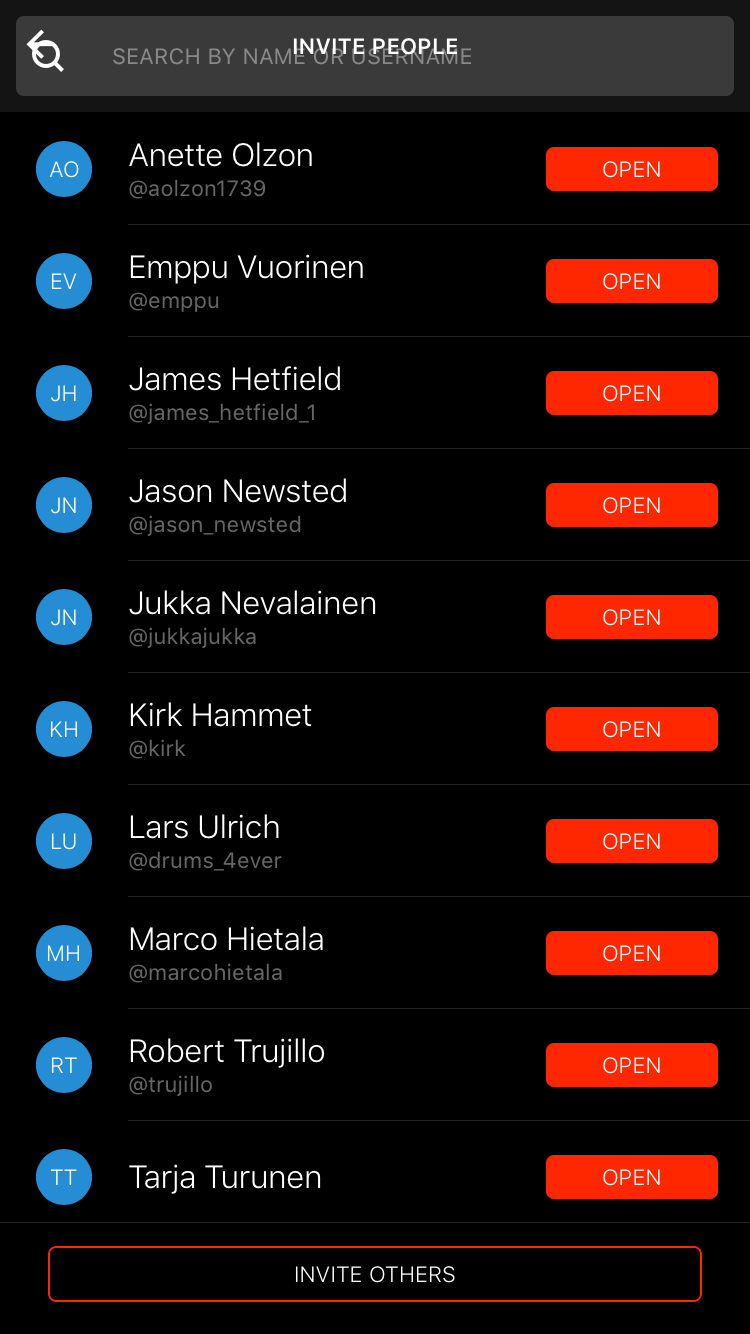 INVITE PEOPLE
SEARCH BY NAME OR USERNAME
AO
Anette Olzon
@aolzon1739
OPEN
EV
Emppu Vuorinen
@emppu
OPEN
JH
James Hetfield
@james_hetfield_1
OPEN
JN
Jason Newsted
@jason_newsted
OPEN
JN
Jukka Nevalainen
@jukkajukka
OPEN
KH
Kirk Hammet
@kirk
OPEN
LU
Lars Ulrich
@drums_4ever
OPEN
MH
Marco Hietala
@marcohietala
OPEN
RT
Robert Trujillo
@trujillo
OPEN
TT
Tarja Turunen
OPEN
INVITE OTHERS